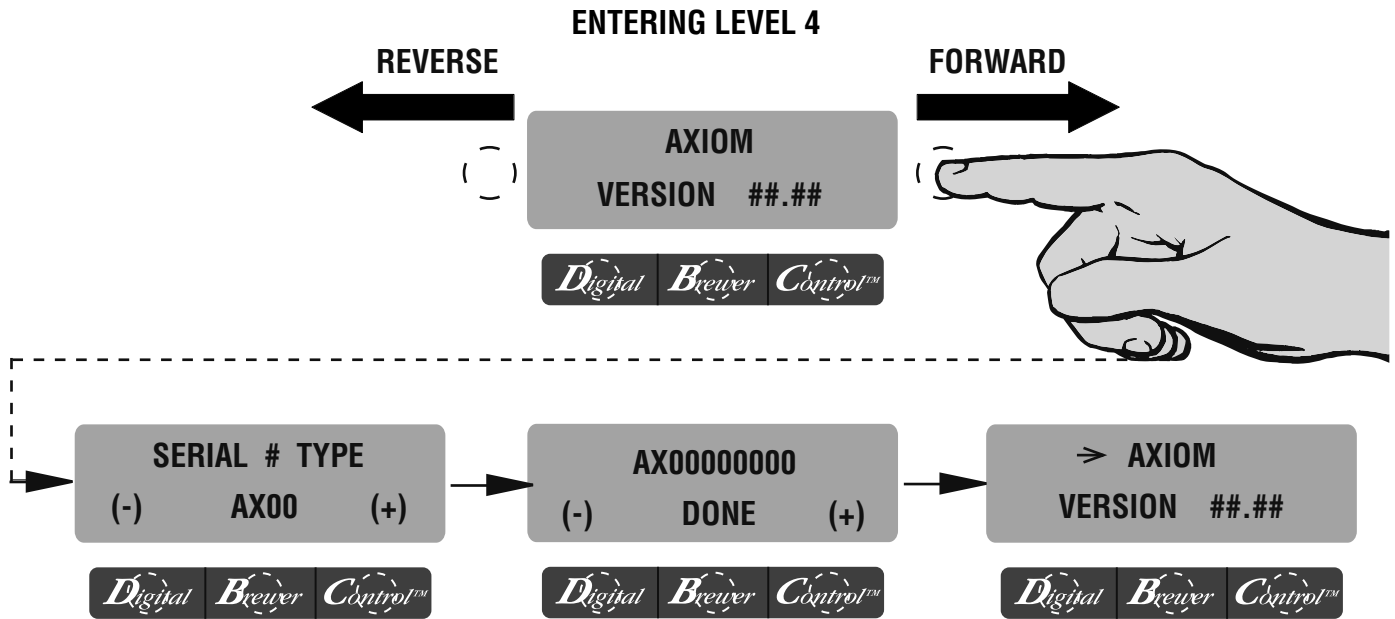 ENTERING LEVEL 4
REVERSE
FORWARD
AXIOM
VERSION ##.##
Digital Brewer Control™
SERIAL # TYPE
(-) AX00 (+)
Digital Brewer Control™
AX00000000
(-) DONE (+)
Digital Brewer Control™
➔ AXIOM
VERSION ##.##
Digital Brewer Control™